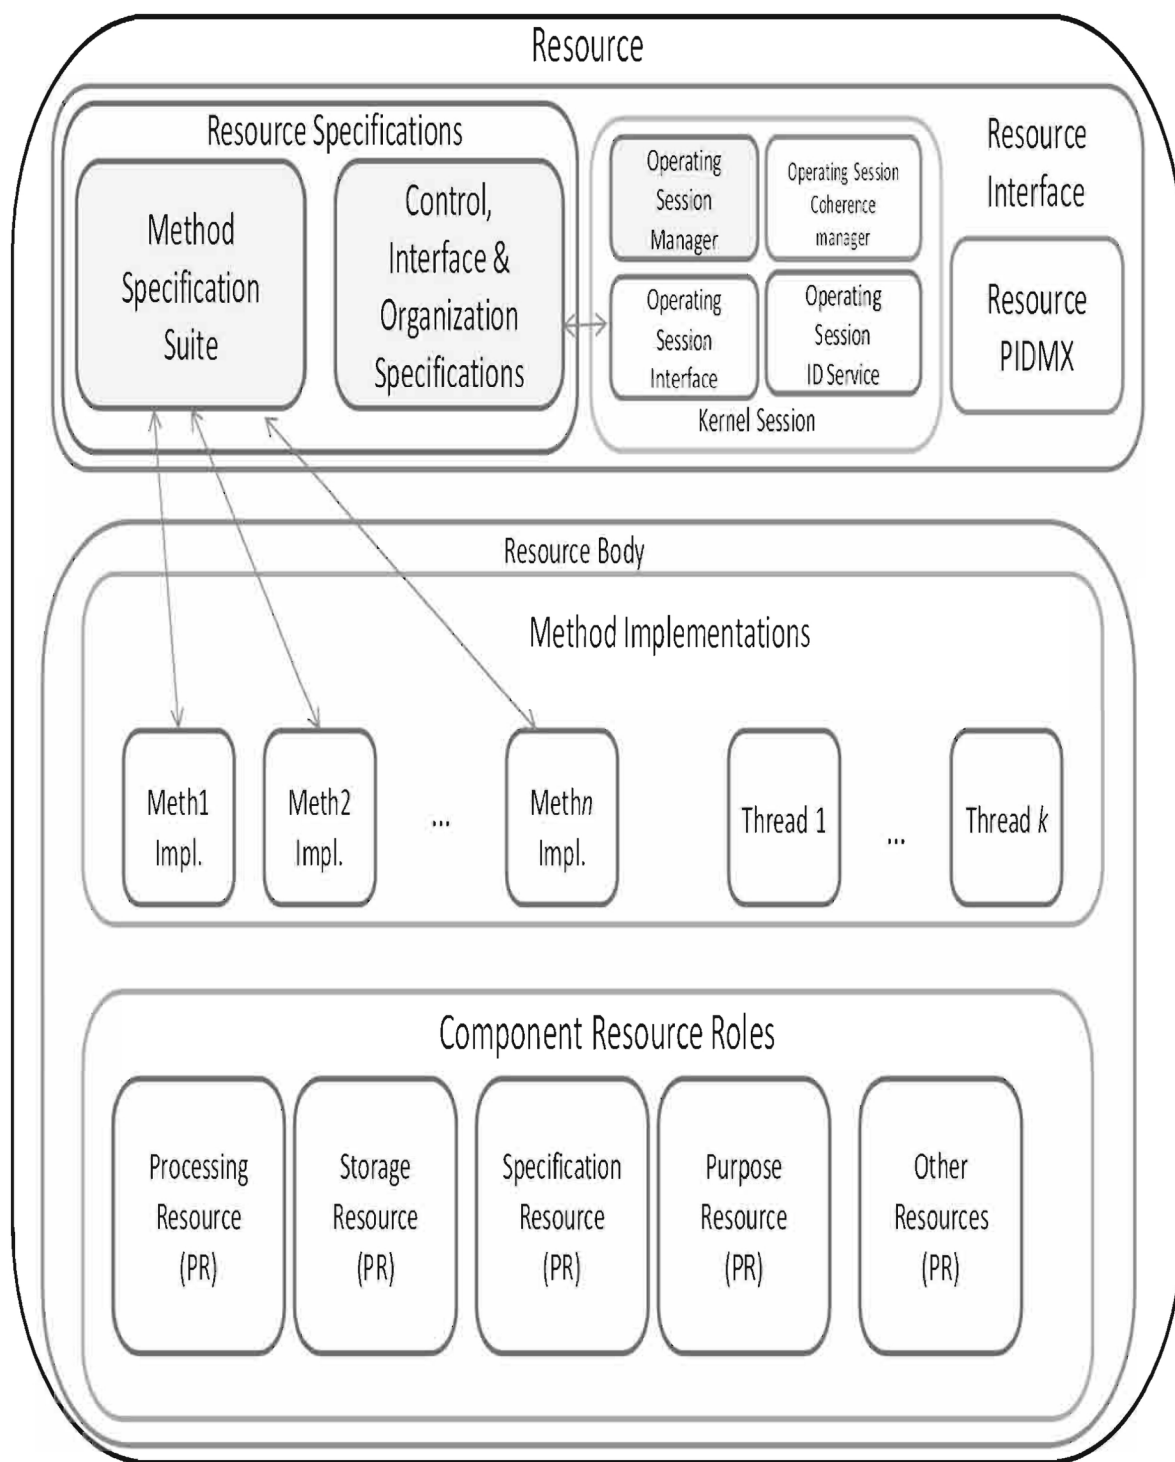 Resource
Resource Specifications
Method
Specification
Suite
Control,
Interface &
Organization
Specifications
Operating
Session
Manager
Operating Session
Coherence
manager
Operating
Session
Interface
Operating
Session
ID Service
Kernel Session
Resource
Interface
Resource
PIDMX
Resource Body
Method Implementations
Meth1
Impl.
Meth2
Impl.
...
Methn
Impl.
Thread 1
...
Thread k
Component Resource Roles
Processing
Resource
(PR)
Storage
Resource
(PR)
Specification
Resource
(PR)
Purpose
Resource
(PR)
Other
Resources
(PR)